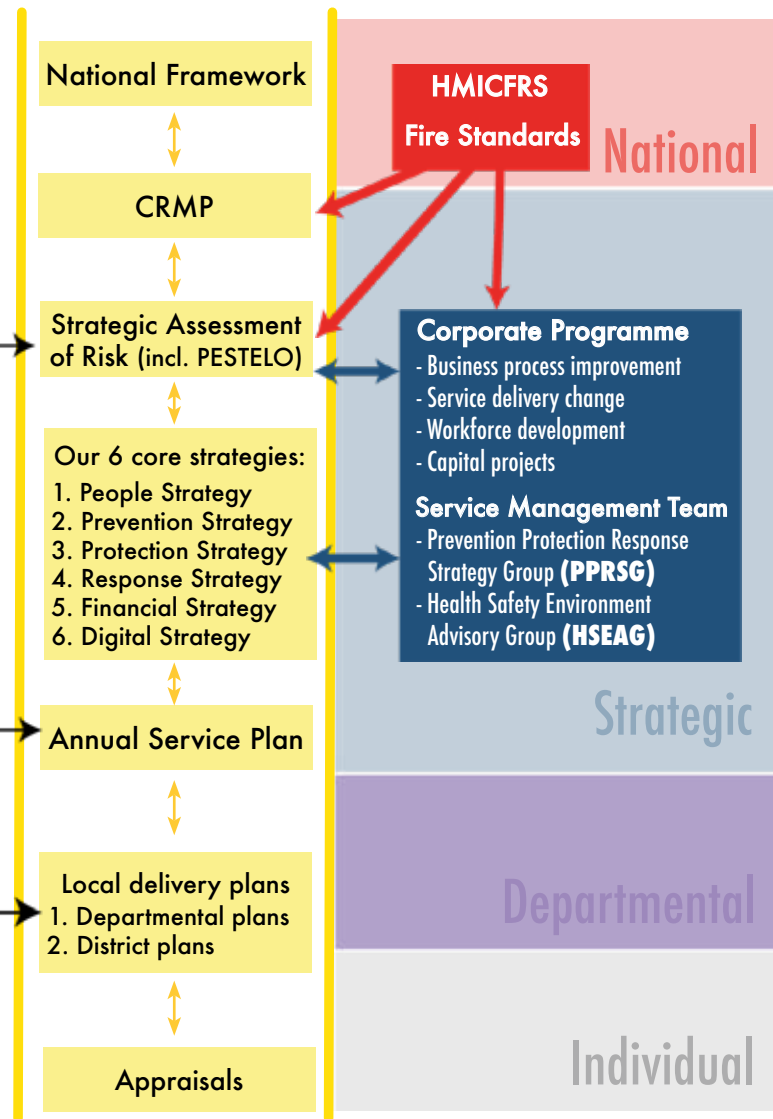 National Framework
CRMP
Strategic Assessment
of Risk (incl. PESTELO)
Our 6 core strategies:
1. People Strategy
2. Prevention Strategy
3. Protection Strategy
4. Response Strategy
5. Financial Strategy
6. Digital Strategy
Annual Service Plan
Local delivery plans
1. Departmental plans
2. District plans
Appraisals
HMICFRS
Fire Standards
National
Corporate Programme
- Business process improvement
- Service delivery change
- Workforce development
- Capital projects
Service Management Team
- Prevention Protection Response
Strategy Group (PPRSG)
- Health Safety Environment
Advisory Group (HSEAG)
Strategic
Departmental
Individual